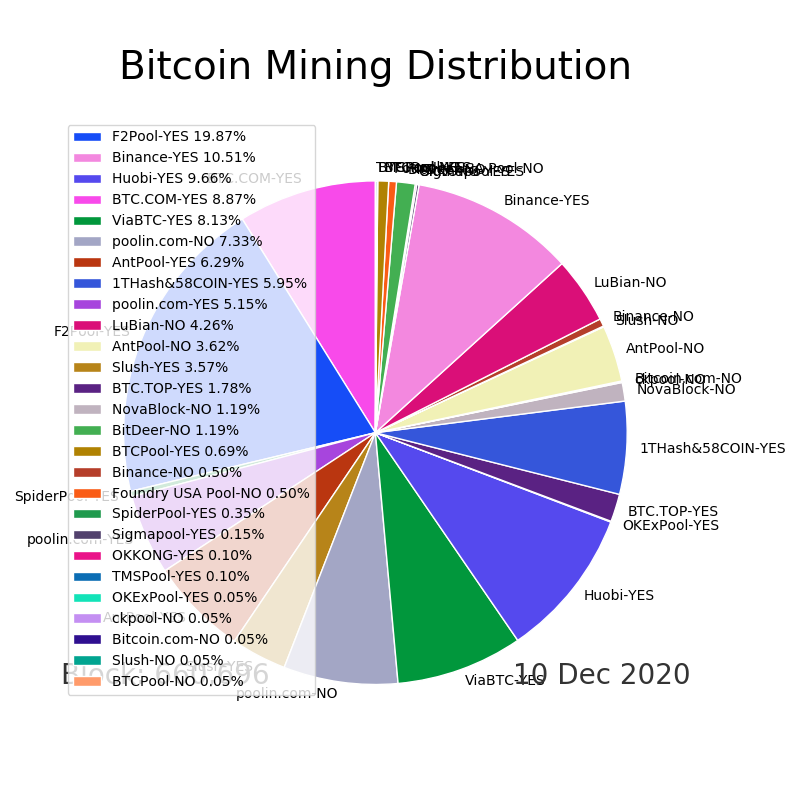 Bitcoin Mining Distribution
F2Pool-YES 19.87%
Binance-YES 10.51%
Huobi-YES 9.66%
BTC.COM-YES 8.87%
ViaBTC-YES 8.13%
poolin.com-NO 7.33%
AntPool-YES 6.29%
1THash&58COIN-YES 5.95%
poolin.com-YES 5.15%
LuBian-NO 4.26%
AntPool-NO 3.62%
Slush-YES 3.57%
BTC.TOP-YES 1.78%
NovaBlock-NO 1.19%
BitDeer-NO 1.19%
BTCPool-YES 0.69%
Binance-NO 0.50%
Foundry USA Pool-NO 0.50%
SpiderPool-YES 0.35%
Sigmapool-YES 0.15%
OKKONG-YES 0.10%
TMSPool-YES 0.10%
OKExPool-YES 0.05%
ckpool-NO 0.05%
Bitcoin.com-NO 0.05%
Slush-NO 0.05%
BTCPool-NO 0.05%
Binance-YES
LuBian-NO
Binance-NO
Slush-NO
AntPool-NO
Bitcoin.com-NO
ckpool-NO
NovaBlock-NO
1THash&58COIN-YES
BTC.TOP-YES
OKExPool-YES
Huobi-YES
ViaBTC-YES
poolin.com-NO
10 Dec 2020